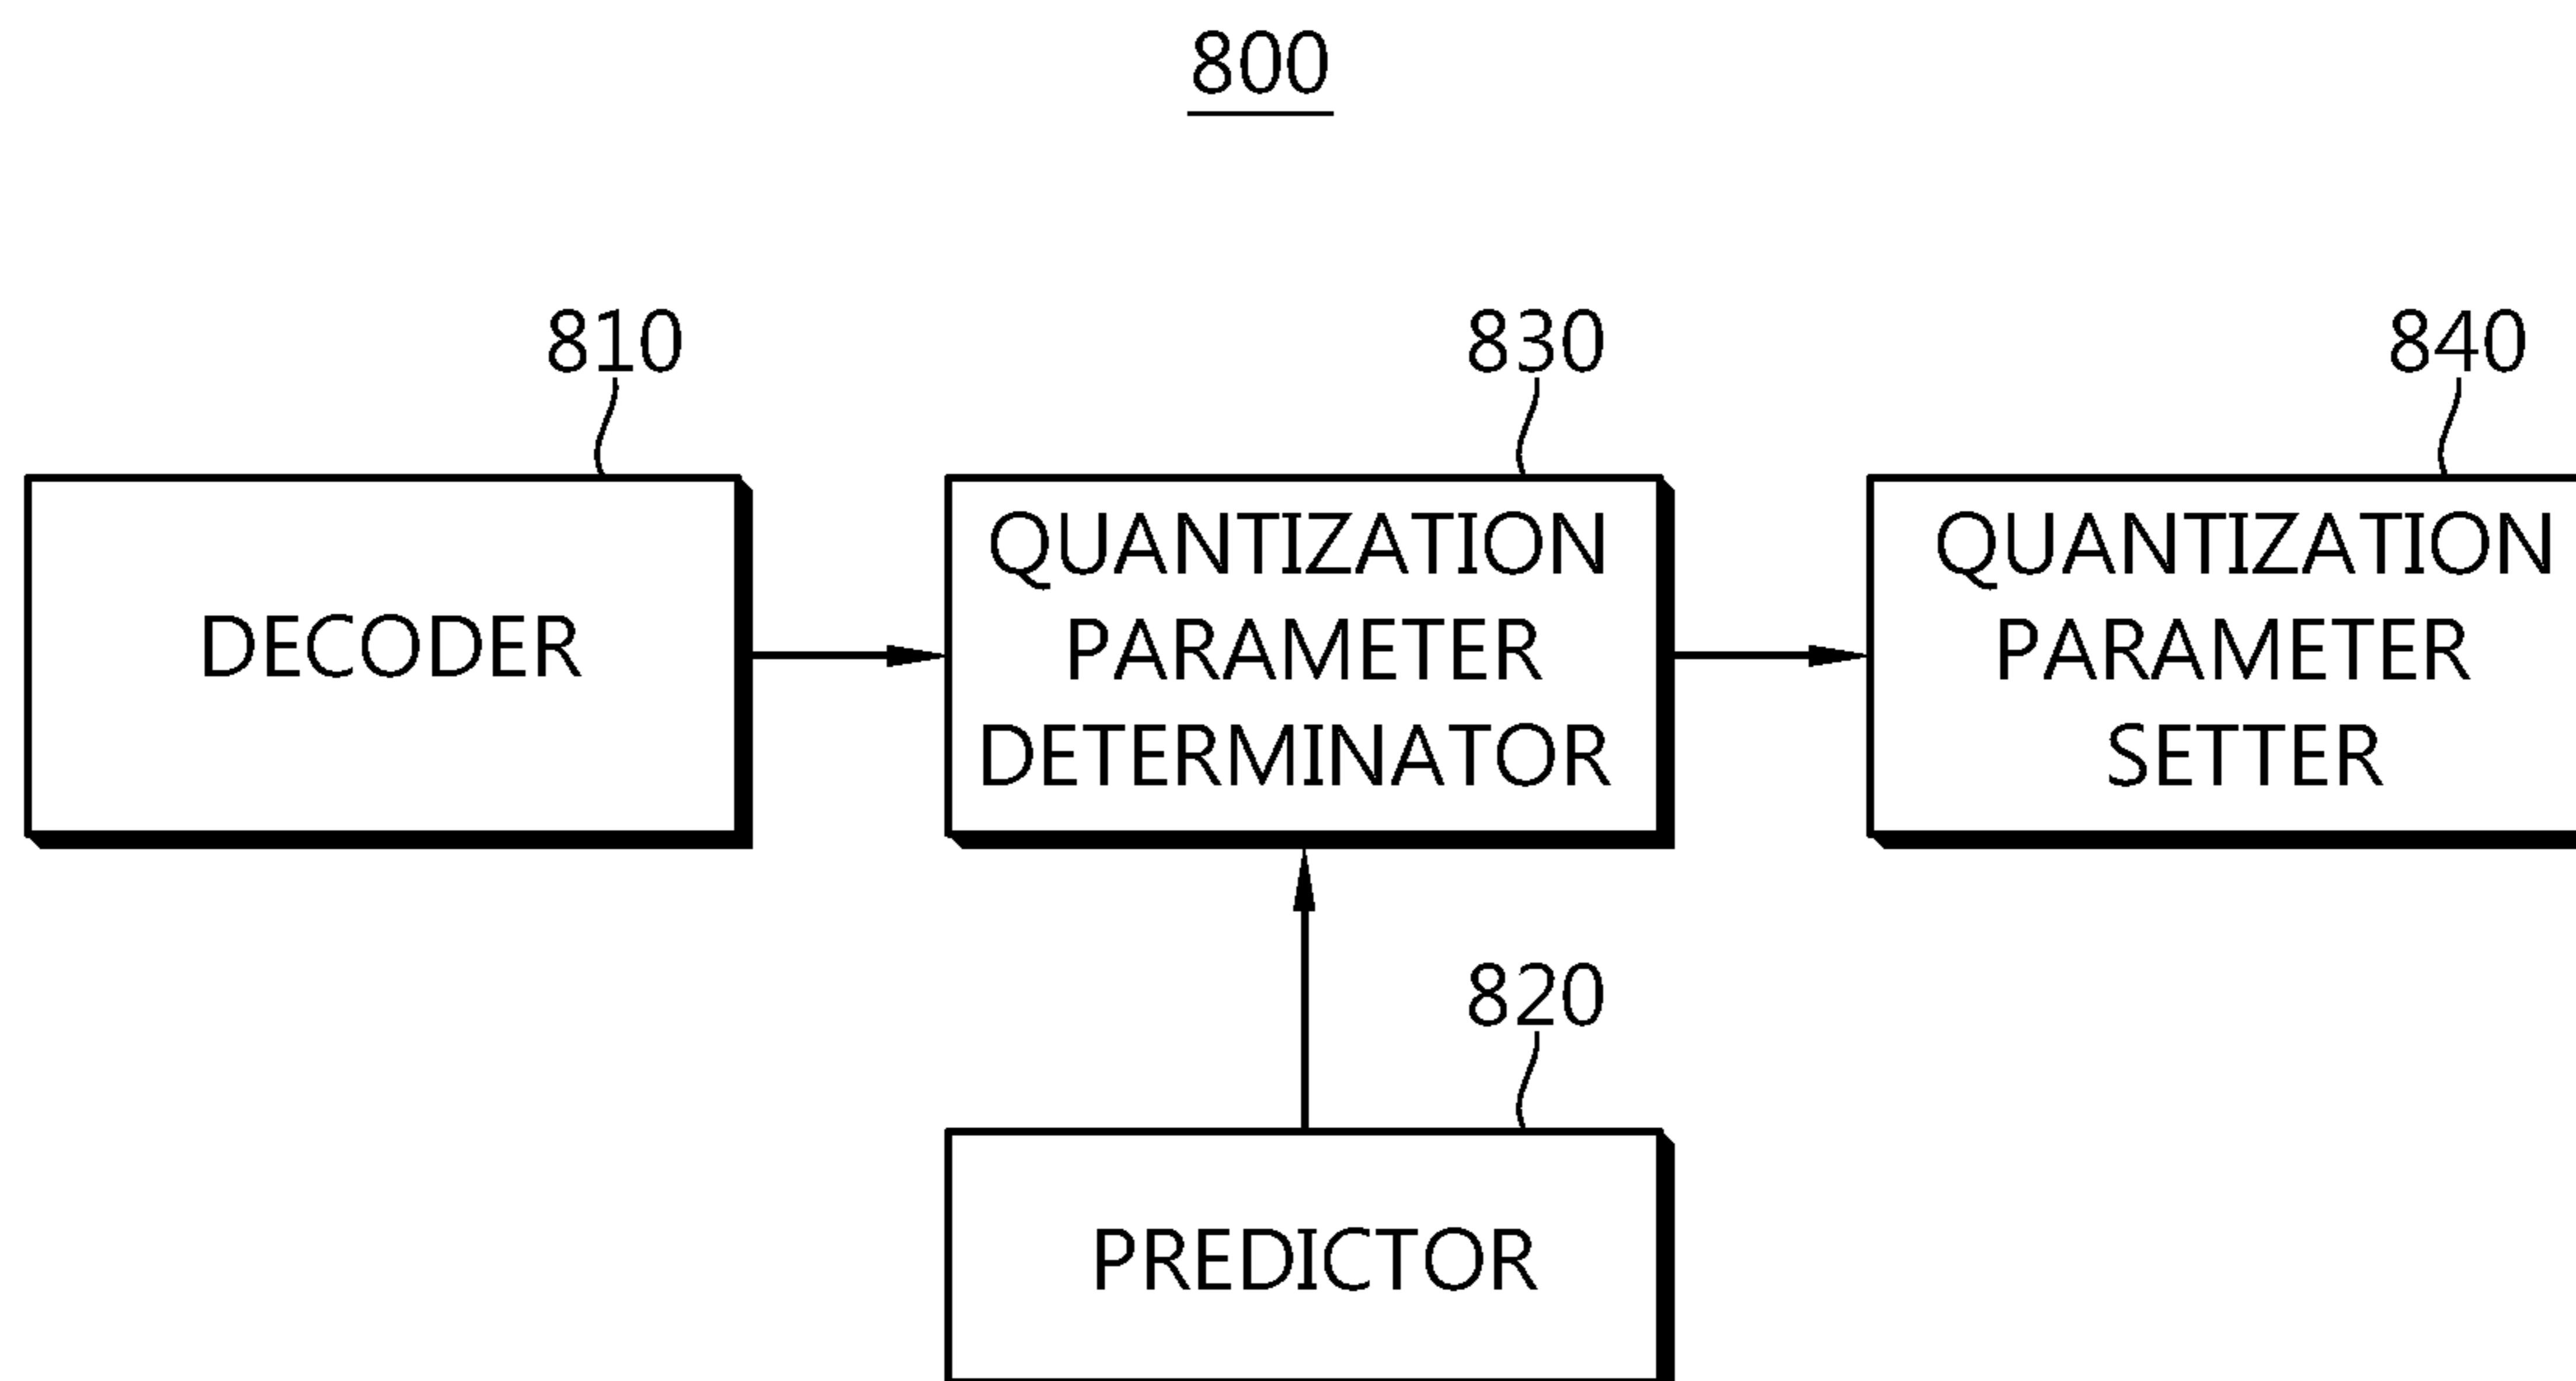 800
810
830
840
DECODER
QUANTIZATION
PARAMETER
DETERMINATOR
QUANTIZATION
PARAMETER
SETTER
820
PREDICTOR